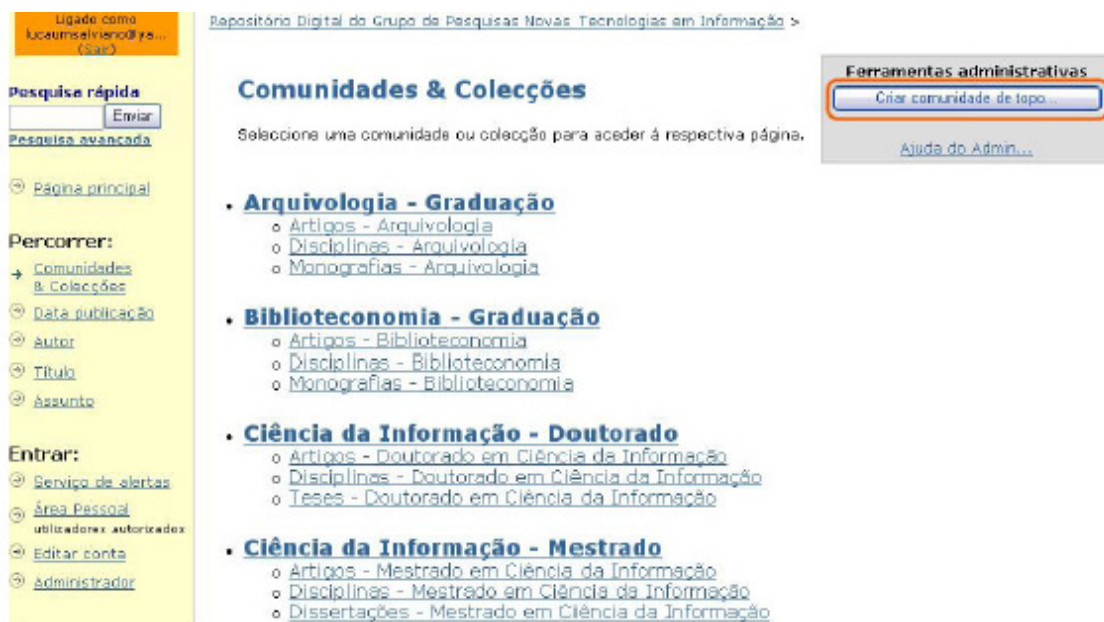 Ligado como
lucaumsalviano@ya...
(Sair)
Pesquisa rápida
Enviar
Pesquisa avançada
Página principal
Percorrer:
Comunidades
& Colecções
Data publicação
Autor
Título
Assunto
Entrar:
Serviço de alertas
Área Pessoal
utilizadores autorizados
Editar conta
Administrador
Repositório Digital do Grupo de Pesquisas Novas Tecnologias em Informação >
Comunidades & Colecções
Seleccione uma comunidade ou colecção para aceder á respectiva página.
Arquivologia - Graduação
Artigos - Arquivologia
Disciplinas - Arquivologia
Monografias - Arquivologia
Biblioteconomia - Graduação
Artigos - Biblioteconomia
Disciplinas - Biblioteconomia
Monografias - Biblioteconomia
Ciência da Informação - Doutorado
Artigos - Doutorado em Ciência da Informação
Disciplinas - Doutorado em Ciência da Informação
Teses - Doutorado em Ciência da Informação
Ciência da Informação - Mestrado
Artigos - Mestrado em Ciência da Informação
Disciplinas - Mestrado em Ciência da Informação
Dissertações - Mestrado em Ciência da Informação
Ferramentas administrativas
Criar comunidade de topo...
Ajuda do Admin...